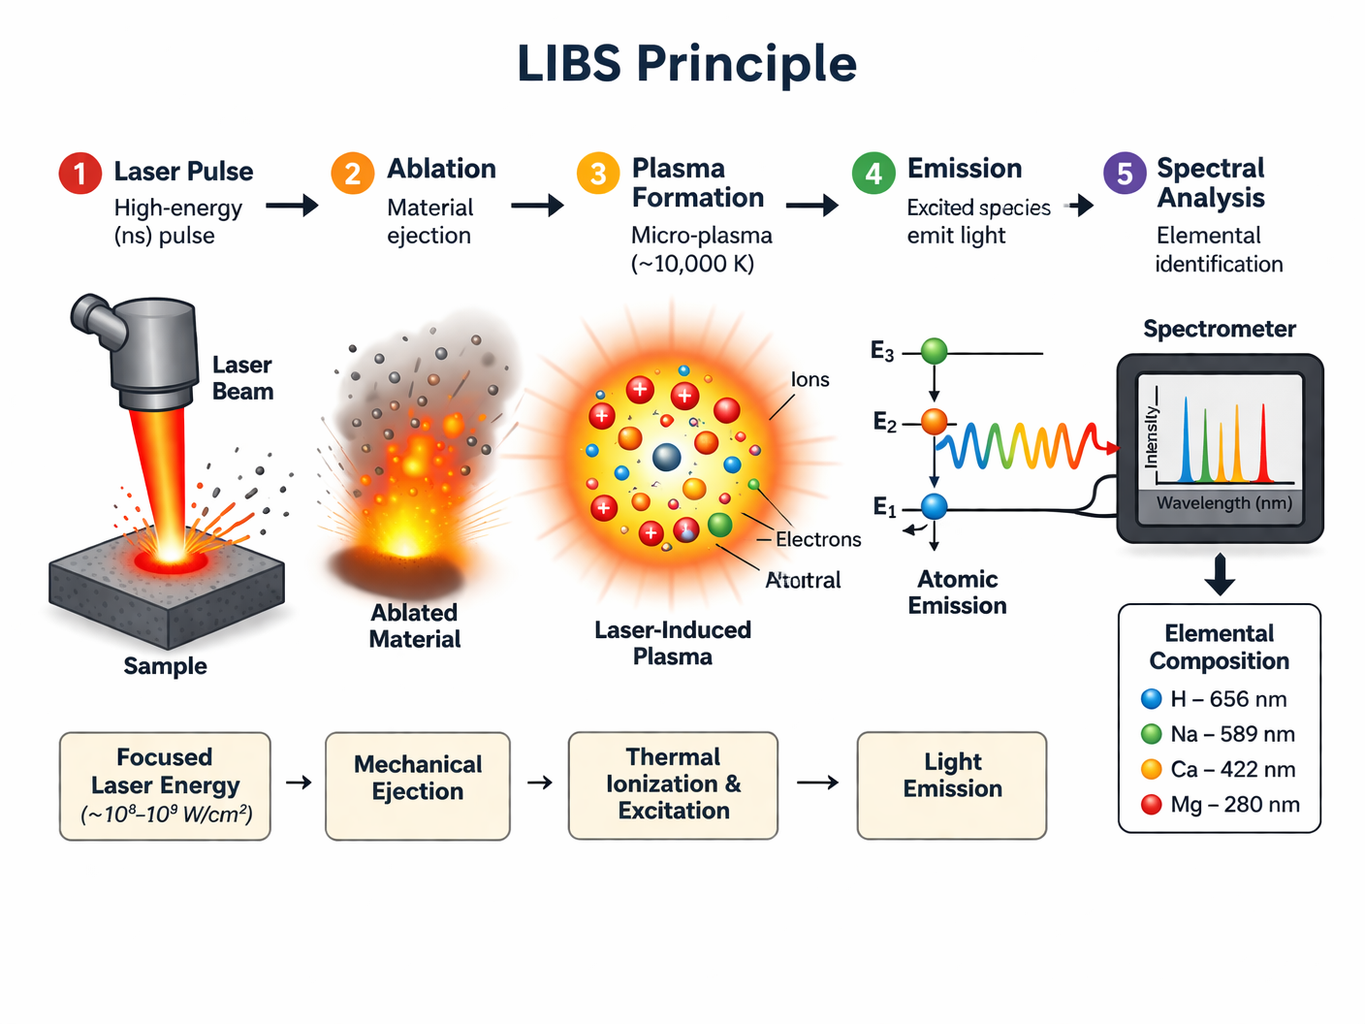 LIBS Principle
1 Laser Pulse
High-energy
(ns) pulse
2 Ablation
Material
ejection
3 Plasma
Formation
Micro-plasma
(~10,000 K)
4 Emission
Excited species
emit light
5 Spectral
Analysis
Elemental
identification
Laser
Beam
Sample
Ablated
Material
Ions
Electrons
+
+
+
+
+
Laser-Induced
Plasma
E₃
E₂
E₁
Atomic
Emission
Spectrometer
Intensity
Wavelength (nm)
Elemental
Composition
H – 656 nm
Na – 589 nm
Ca – 422 nm
Mg – 280 nm
Focused
Laser Energy
(~10⁸–10⁹ W/cm²)
Mechanical
Ejection
Thermal
Ionization &
Excitation
Light
Emission